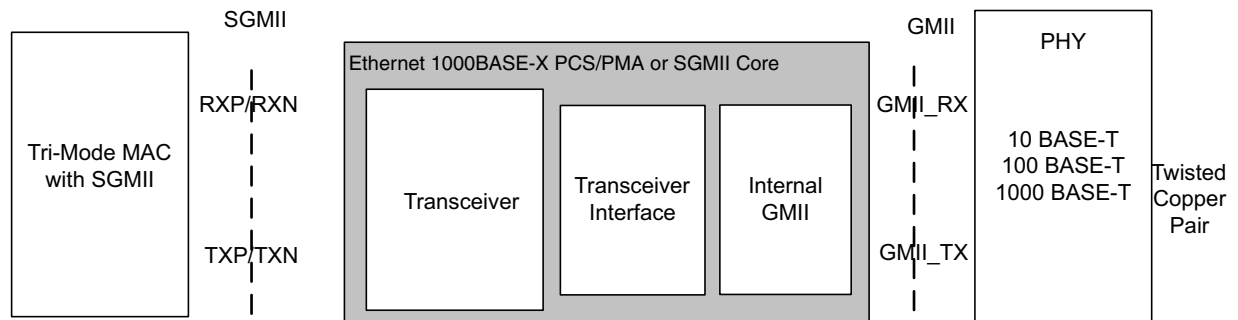 SGMII
GMII
PHY
Ethernet 1000BASE-X PCS/PMA or SGMII Core
RXP/RXN
GMII_RX
Tri-Mode MAC
with SGMII
Transceiver
Transceiver
Interface
Internal
GMII
10 BASE-T
100 BASE-T
1000 BASE-T
Twisted
Copper
Pair
TXP/TXN
GMII_TX